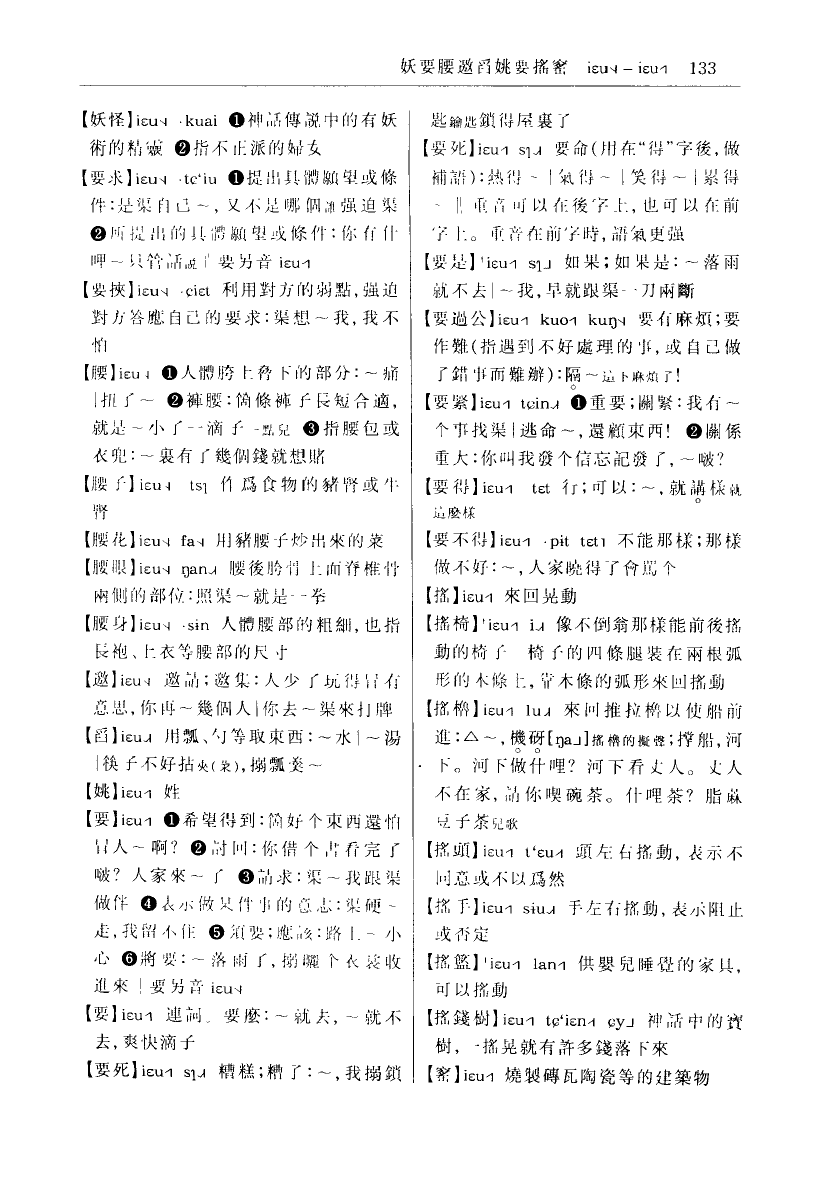 妖要腰邀舀姚要搖窰 iɛu˧˩ – iɛu˧˥ 133
【妖怪】iɛu˧˩ ·kuai ❶神話傳説中的有妖
術的精靈 ❷指不正派的婦女
【要求】iɛu˧˩ ·tɕ‘iu ❶提出具體願望或條
件:是渠自己～,又不是哪個誰强迫渠
❷所提出的具體願望或條件:你有什
哩～只管話説‖要另音 iɛu˧˥
【要挾】iɛu˧˩ ·ɕiɛt 利用對方的弱點,强迫
對方答應自己的要求:渠想～我,我不
怕
【腰】iɛu˧˩ ❶人體胯上脅下的部分:～痛
|扭了～ ❷褲腰:箇條褲子長短合適,
就是～小了一滴子一點兒 ❸指腰包或
衣兜:～裏有了幾個錢就想賭
【腰子】iɛu˧˩ tsɿ 作爲食物的豬腎或牛
腎
【腰花】iɛu˧˩ fa˧˩ 用豬腰子炒出來的菜
【腰眼】iɛu˧˩ ŋan 腰後胯骨上面脊椎骨
兩側的部位:照渠～就是一拳
【腰身】iɛu˧˩ ·sɨn 人體腰部的粗細,也指
長袍、上衣等腰部的尺寸
【邀】iɛu˧˩ 邀請;邀集:人少了玩得冒有
意思,你再～幾個人|你去～渠來打牌
【舀】iɛu 用瓢、勺等取東西:～水|～湯
|筷子不好拈夾(菜),搦瓢羹～
【姚】iɛu˧˥ 姓
【要】iɛu˧˥ ❶希望得到:箇好个東西還怕
冒人～啊? ❷討回:你借个書看完了
啵? 人家來～了 ❸請求:渠～我跟渠
做伴 ❹表示做某件事的意志:渠硬～
走,我留不住 ❺須要;應該:路上～小
心 ❻將要:～落雨了,搦曬个衣裳收
進來‖要另音 iɛu˧˩
【要】iɛu˧˥ 連詞。要麼:～就去,～就不
去,爽快滴子
【要死】iɛu˧˥ sɿ 糟糕;糟了:～,我搦鎖
匙鑰匙鎖得屋裏了
【要死】iɛu˧˥ sɿ 要命(用在“得”字後,做
補語):熱得～|氣得～|笑得～|累得
～‖重音可以在後字上,也可以在前
字上。重音在前字時,語氣更强
【要是】ˈiɛu˧˥ sɿ˩ 如果;如果是:～落雨
就不去|～我,早就跟渠一刀兩斷
【要過公】iɛu˧˥ kuo˧˥ kuŋ˧˩ 要有麻煩;要
作難(指遇到不好處理的事,或自己做
了錯事而難辦):隔～這下麻煩了!
【要緊】iɛu˧˥ tɕin ❶重要;關緊:我有～
个事找渠|逃命～,還顧東西! ❷關係
重大:你叫我發个信忘記發了,～啵?
【要得】iɛu˧˥ tɛt 行;可以:～,就講樣就
這麼樣
【要不得】iɛu˧˥ ·pɨt tɛt 不能那樣;那樣
做不好:～,人家曉得了會罵个
【搖】iɛu˧˥ 來回晃動
【搖椅】ˈiɛu˧˥ i 像不倒翁那樣能前後搖
動的椅子 椅子的四條腿裝在兩根弧
形的木條上,靠木條的弧形來回搖動
【搖櫓】iɛu˧˥ lu 來回推拉櫓以使船前
進:△～,機砑[ŋa˩]搖櫓的擬聲;撑船,河
下。河下做什哩? 河下看丈人。丈人
不在家,請你喫碗茶。什哩茶? 脂蔴
豆子茶兒歌
【搖頭】iɛu˧˥ t‘ɛu˧˥ 頭左右搖動,表示不
同意或不以爲然
【搖手】iɛu˧˥ sɨu 手左右搖動,表示阻止
或否定
【搖籃】ˈiɛu˧˥ lan˧˥ 供嬰兒睡覺的家具,
可以搖動
【搖錢樹】iɛu˧˥ tɕ‘iɛn˧˥ ɕy˩ 神話中的寶
樹,一搖晃就有許多錢落下來
【窰】iɛu˧˥ 燒製磚瓦陶瓷等的建築物